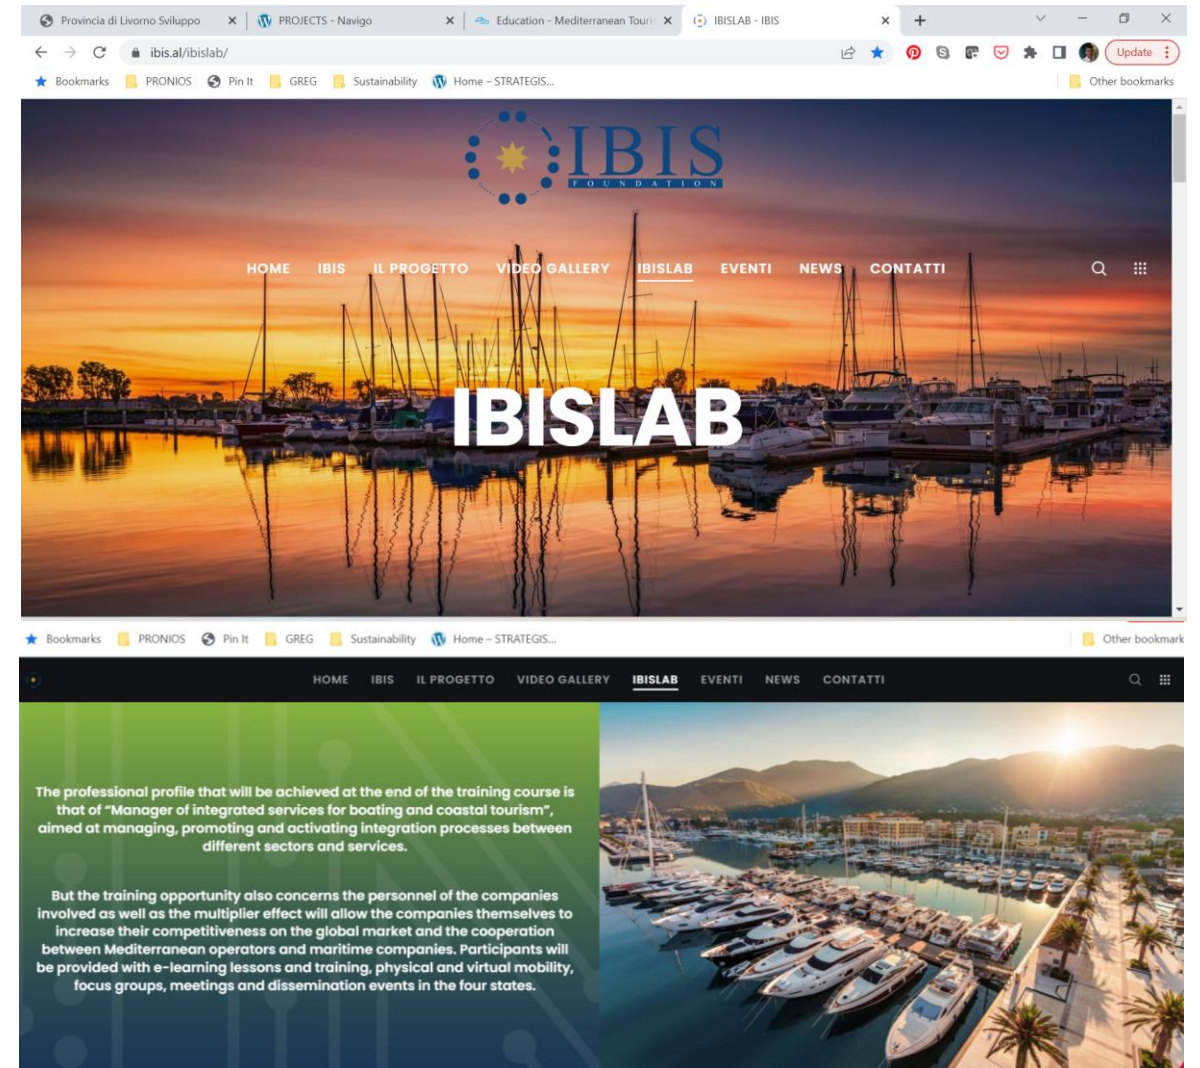 Provincia di Livorno Sviluppo
PROJECTS - Navigo
Education - Mediterranean Touri
IBISLAB - IBIS
ibis.al/ibislab/
Update
Bookmarks PRONIOS Pin It GREG Sustainability Home – STRATEGIS... Other bookmarks
IBIS
FOUNDATION
HOME IBIS IL PROGETTO VIDEO GALLERY IBISLAB EVENTI NEWS CONTATTI
IBISLAB
Bookmarks PRONIOS Pin It GREG Sustainability Home – STRATEGIS... Other bookmark
HOME IBIS IL PROGETTO VIDEO GALLERY IBISLAB EVENTI NEWS CONTATTI
The professional profile that will be achieved at the end of the training course is
that of “Manager of integrated services for boating and coastal tourism”,
aimed at managing, promoting and activating integration processes between
different sectors and services.
But the training opportunity also concerns the personnel of the companies
involved as well as the multiplier effect will allow the companies themselves to
increase their competitiveness on the global market and the cooperation
between Mediterranean operators and maritime companies. Participants will
be provided with e-learning lessons and training, physical and virtual mobility,
focus groups, meetings and dissemination events in the four states.